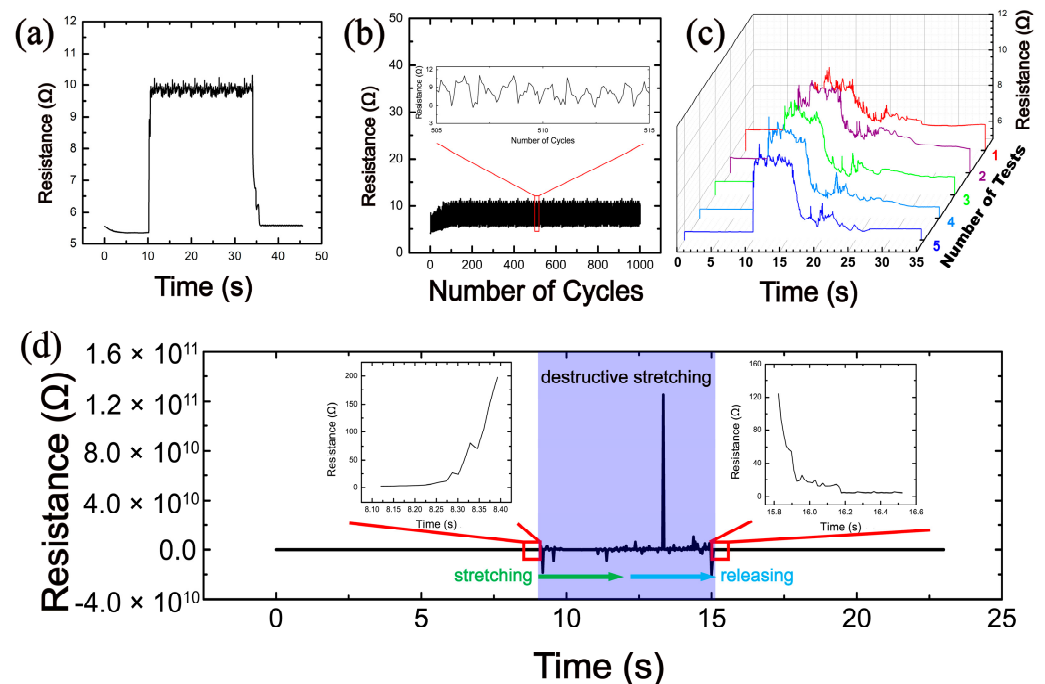 (a)
Resistance (Ω)
12
11
10
9
8
7
6
5
0 10 20 30 40 50
Time (s)
(b)
Resistance (Ω)
50
40
30
20
10
0
0 200 400 600 800 1000
Number of Cycles
Resistance (Ω)
12
9
6
3
505 510 515
Number of Cycles
(c)
12
10
8
6
Resistance (Ω)
1
2
3
4
5
Number of Tests
0 5 10 15 20 25 30 35
Time (s)
(d)
Resistance (Ω)
1.6 × 10¹¹
1.2 × 10¹¹
8.0 × 10¹⁰
4.0 × 10¹⁰
0.0
-4.0 × 10¹⁰
0 5 10 15 20 25
Time (s)
destructive stretching
stretching
releasing
Resistance (Ω)
200
150
100
50
0
8.10 8.15 8.20 8.25 8.30 8.35 8.40
Time (s)
Resistance (Ω)
160
120
80
40
0
15.8 16.0 16.2 16.4 16.6
Time (s)